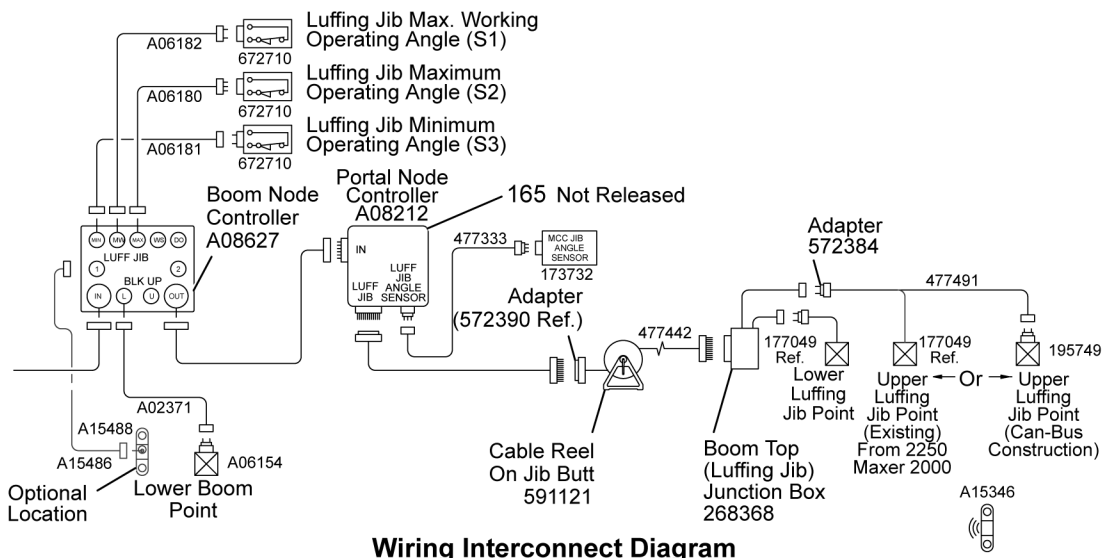 A06182
672710
Luffing Jib Max. Working
Operating Angle (S1)
A06180
672710
Luffing Jib Maximum
Operating Angle (S2)
A06181
672710
Luffing Jib Minimum
Operating Angle (S3)
Boom Node
Controller
A08627
MIN
MW
MAX
WS
DO
LUFF JIB
1
2
BLK UP
IN
L
U
OUT
Portal Node
Controller
A08212
165 Not Released
IN
LUFF
JIB
LUFF
JIB
ANGLE
SENSOR
477333
MCC JIB
ANGLE
SENSOR
173732
Adapter
(572390 Ref.)
477442
Adapter
572384
477491
177049
Ref.
Lower
Luffing
Jib Point
177049
Ref.
Upper
Luffing
Jib Point
(Existing)
From 2250
Maxer 2000
Or
195749
Upper
Luffing
Jib Point
(Can-Bus
Construction)
A02371
A15488
A15486
A06154
Optional
Location
Lower Boom
Point
Cable Reel
On Jib Butt
591121
Boom Top
(Luffing Jib)
Junction Box
268368
A15346
Wiring Interconnect Diagram